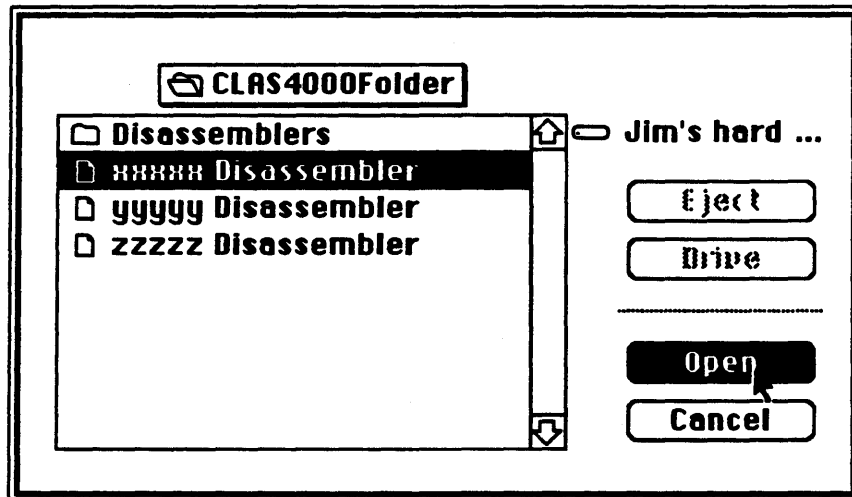 CLAS4000Folder
Disassemblers
xxxxx Disassembler
yyyyy Disassembler
zzzzz Disassembler
Jim's hard ...
Eject
Drive
Open
Cancel